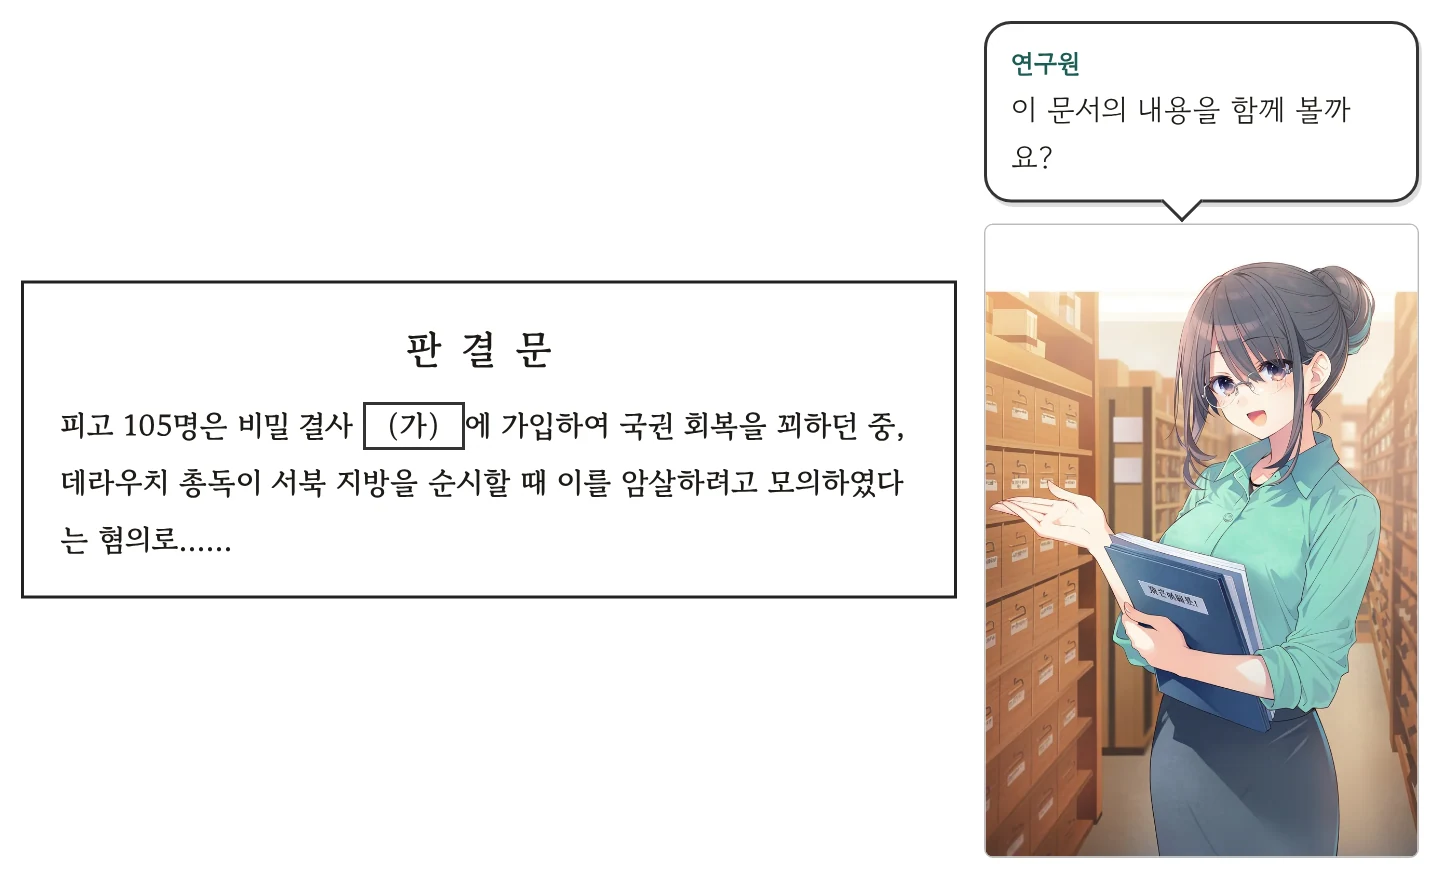 연구원
이 문서의 내용을 함께 볼까
요?
판 결 문
피고 105명은 비밀 결사 (가)에 가입하여 국권 회복을 꾀하던 중,
데라우치 총독이 서북 지방을 순시할 때 이를 암살하려고 모의하였다
는 혐의로……